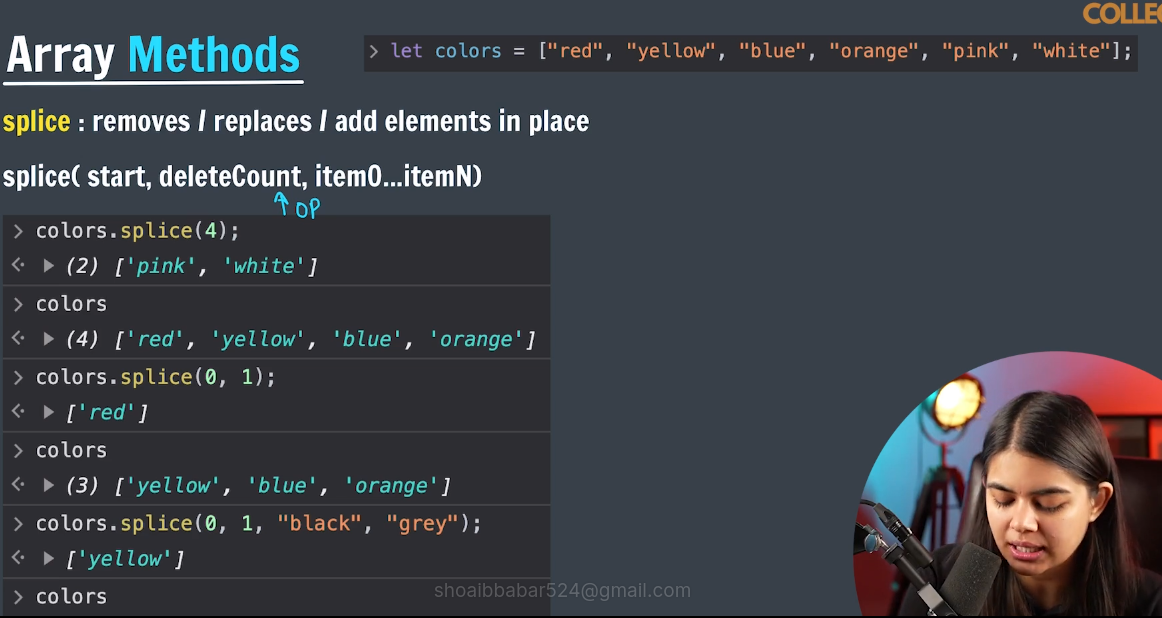 COLLEG
Array Methods
> let colors = ["red", "yellow", "blue", "orange", "pink", "white"];
splice : removes / replaces / add elements in place
splice( start, deleteCount, item0...itemN)
↑ OP
> colors.splice(4);
<· ▶ (2) ['pink', 'white']
> colors
<· ▶ (4) ['red', 'yellow', 'blue', 'orange']
> colors.splice(0, 1);
<· ▶ ['red']
> colors
<· ▶ (3) ['yellow', 'blue', 'orange']
> colors.splice(0, 1, "black", "grey");
<· ▶ ['yellow']
> colors
shoaibbabar524@gmail.com